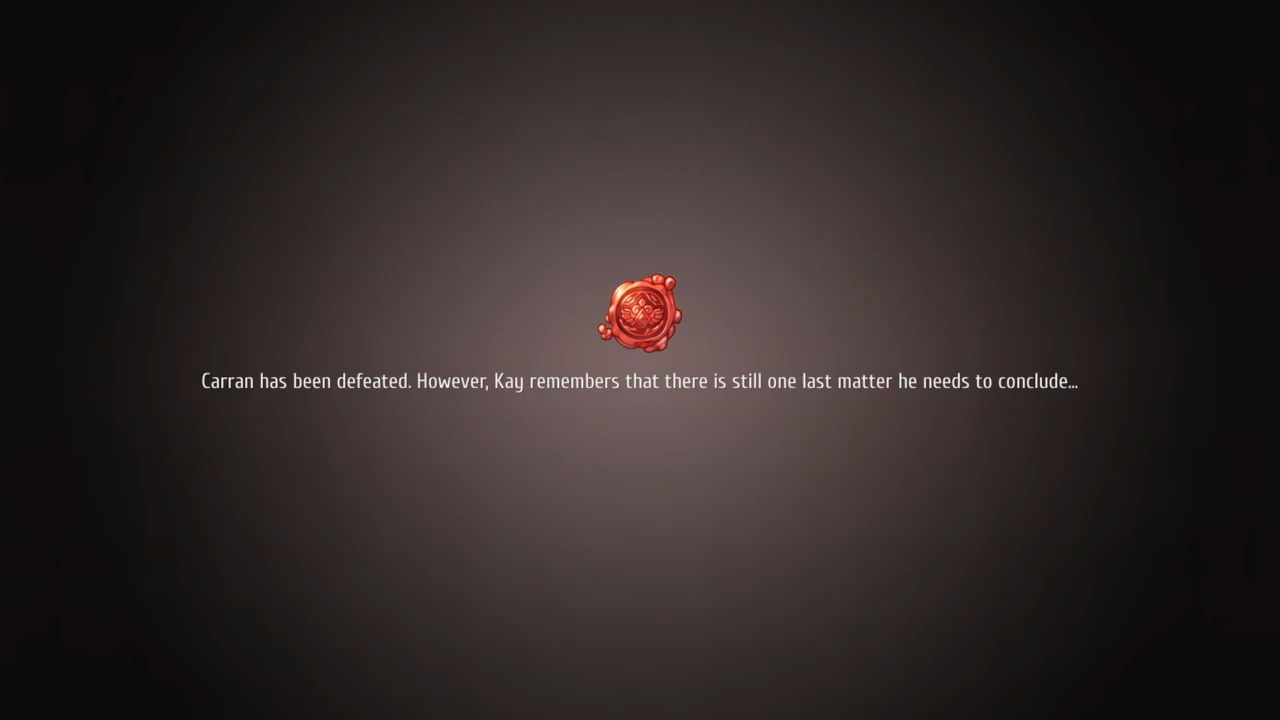 Carran has been defeated. However, Kay remembers that there is still one last matter he needs to conclude...